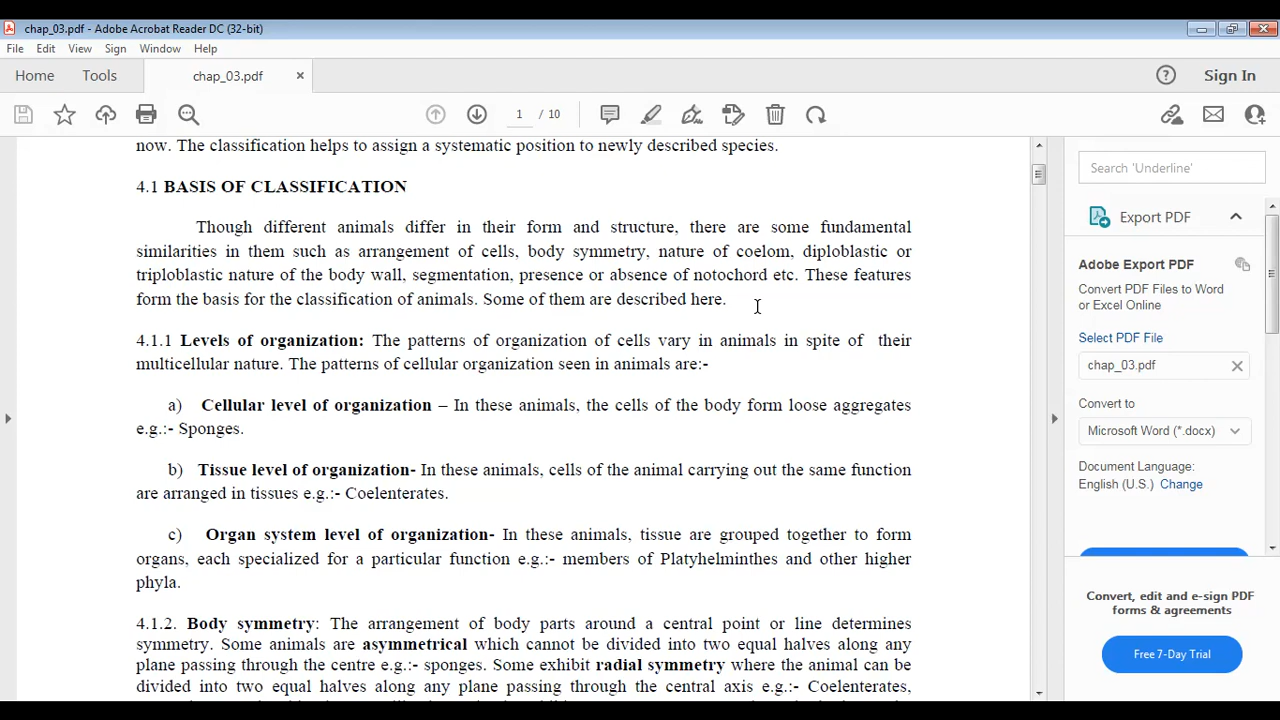 chap_03.pdf - Adobe Acrobat Reader DC (32-bit)
File Edit View Sign Window Help
Home Tools chap_03.pdf × Sign In
1 / 10
now. The classification helps to assign a systematic position to newly described species.
4.1 BASIS OF CLASSIFICATION
Though different animals differ in their form and structure, there are some fundamental
similarities in them such as arrangement of cells, body symmetry, nature of coelom, diploblastic or
triploblastic nature of the body wall, segmentation, presence or absence of notochord etc. These features
form the basis for the classification of animals. Some of them are described here.
4.1.1 Levels of organization: The patterns of organization of cells vary in animals in spite of their
multicellular nature. The patterns of cellular organization seen in animals are:-
a) Cellular level of organization – In these animals, the cells of the body form loose aggregates
e.g.:- Sponges.
b) Tissue level of organization- In these animals, cells of the animal carrying out the same function
are arranged in tissues e.g.:- Coelenterates.
c) Organ system level of organization- In these animals, tissue are grouped together to form
organs, each specialized for a particular function e.g.:- members of Platyhelminthes and other higher
phyla.
4.1.2. Body symmetry: The arrangement of body parts around a central point or line determines
symmetry. Some animals are asymmetrical which cannot be divided into two equal halves along any
plane passing through the centre e.g.:- sponges. Some exhibit radial symmetry where the animal can be
divided into two equal halves along any plane passing through the central axis e.g.:- Coelenterates,
Search 'Underline'
Export PDF
Adobe Export PDF
Convert PDF Files to Word
or Excel Online
Select PDF File
chap_03.pdf
Convert to
Microsoft Word (*.docx)
Document Language:
English (U.S.) Change
Convert, edit and e-sign PDF
forms & agreements
Free 7-Day Trial